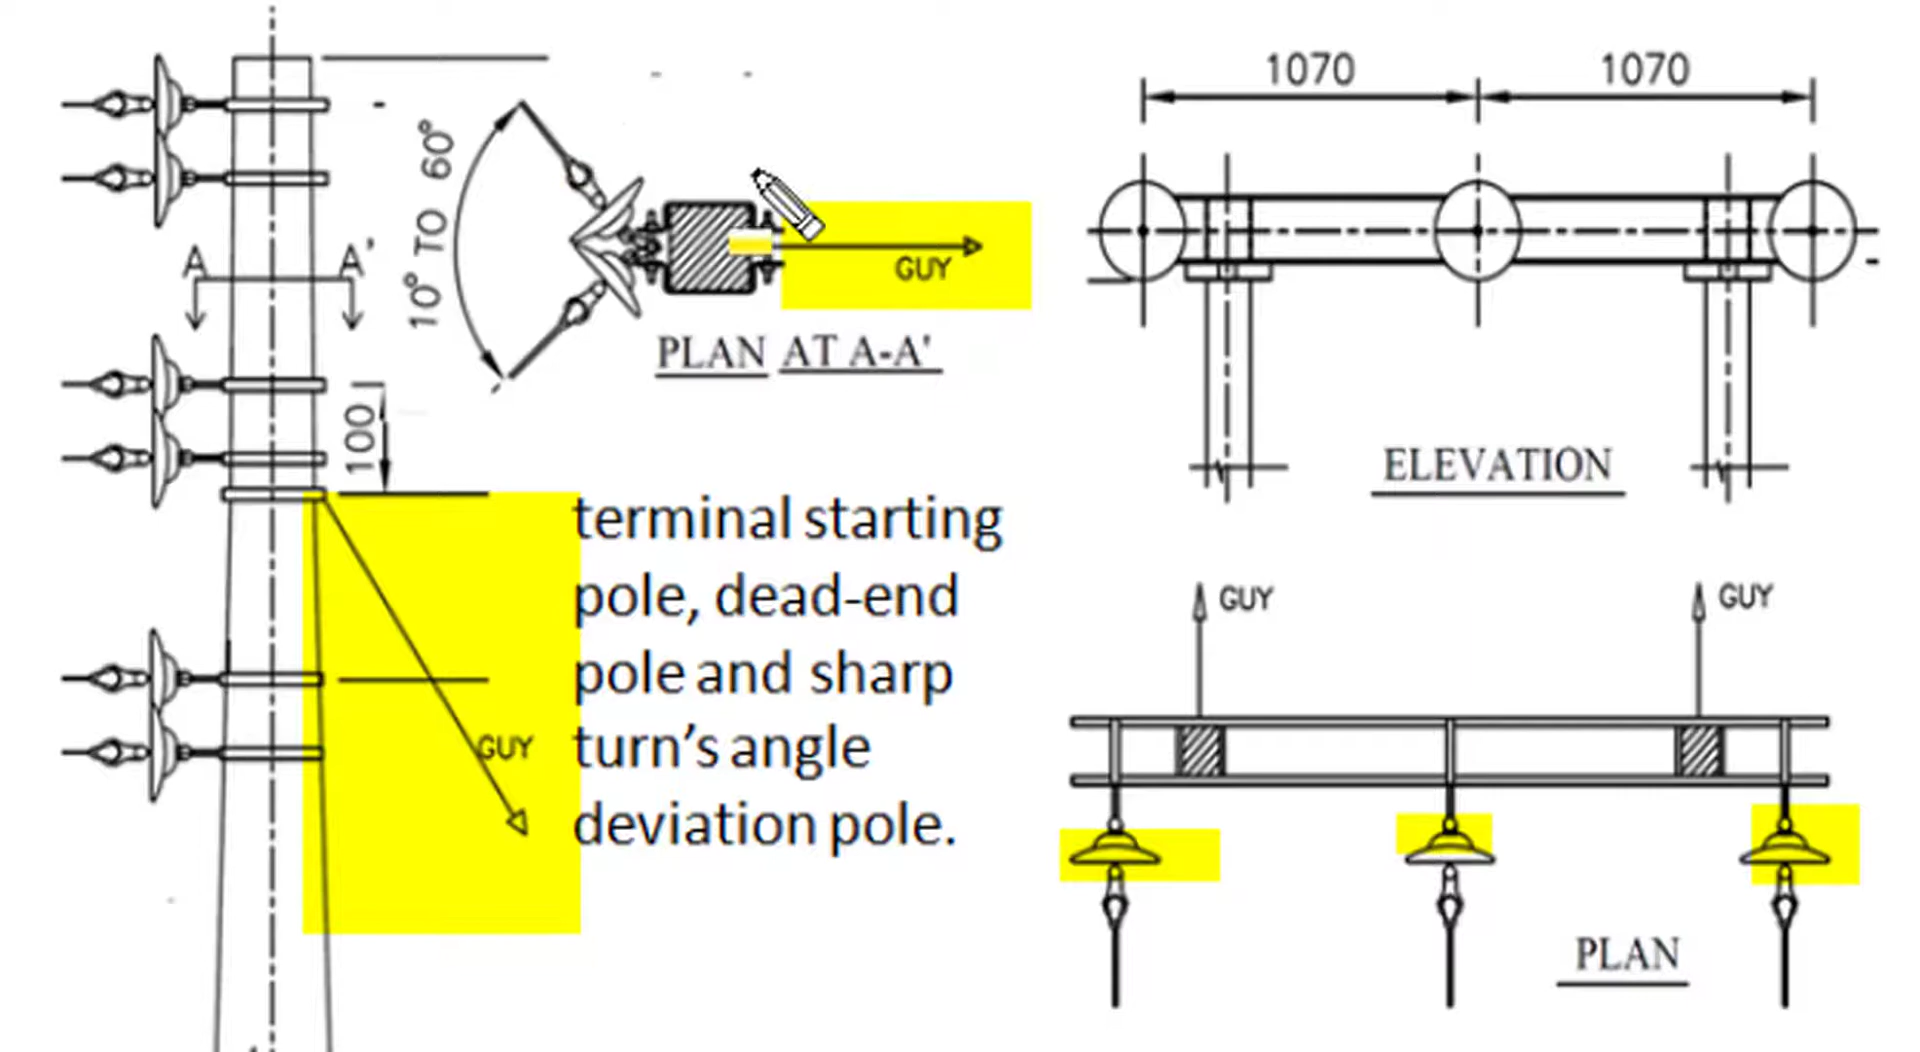 A
A'
100
GUY
10° TO 60°
GUY
PLAN AT A-A'
terminal starting
pole, dead-end
pole and sharp
turn's angle
deviation pole.
1070 1070
ELEVATION
GUY GUY
PLAN